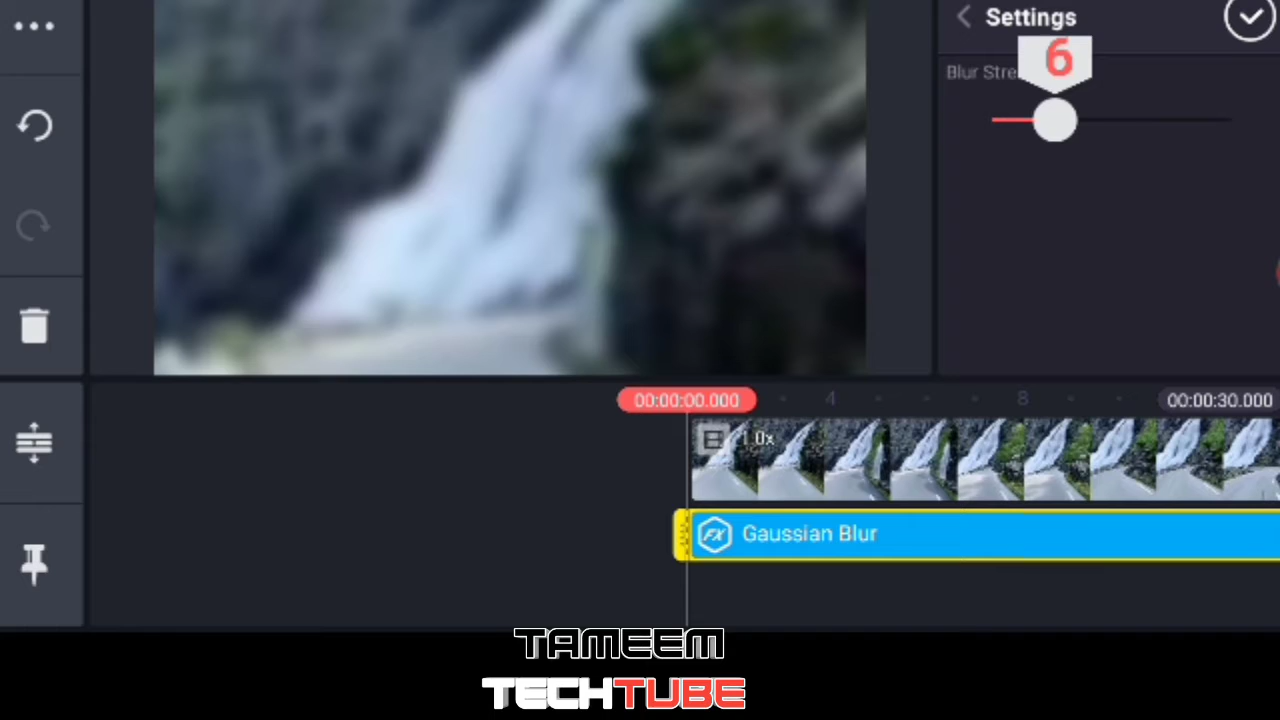 Settings
6
Blur Stre
00:00:00.000
4
8
00:00:30.000
1.0x
FX
Gaussian Blur
TAMEEM
TECHTUBE